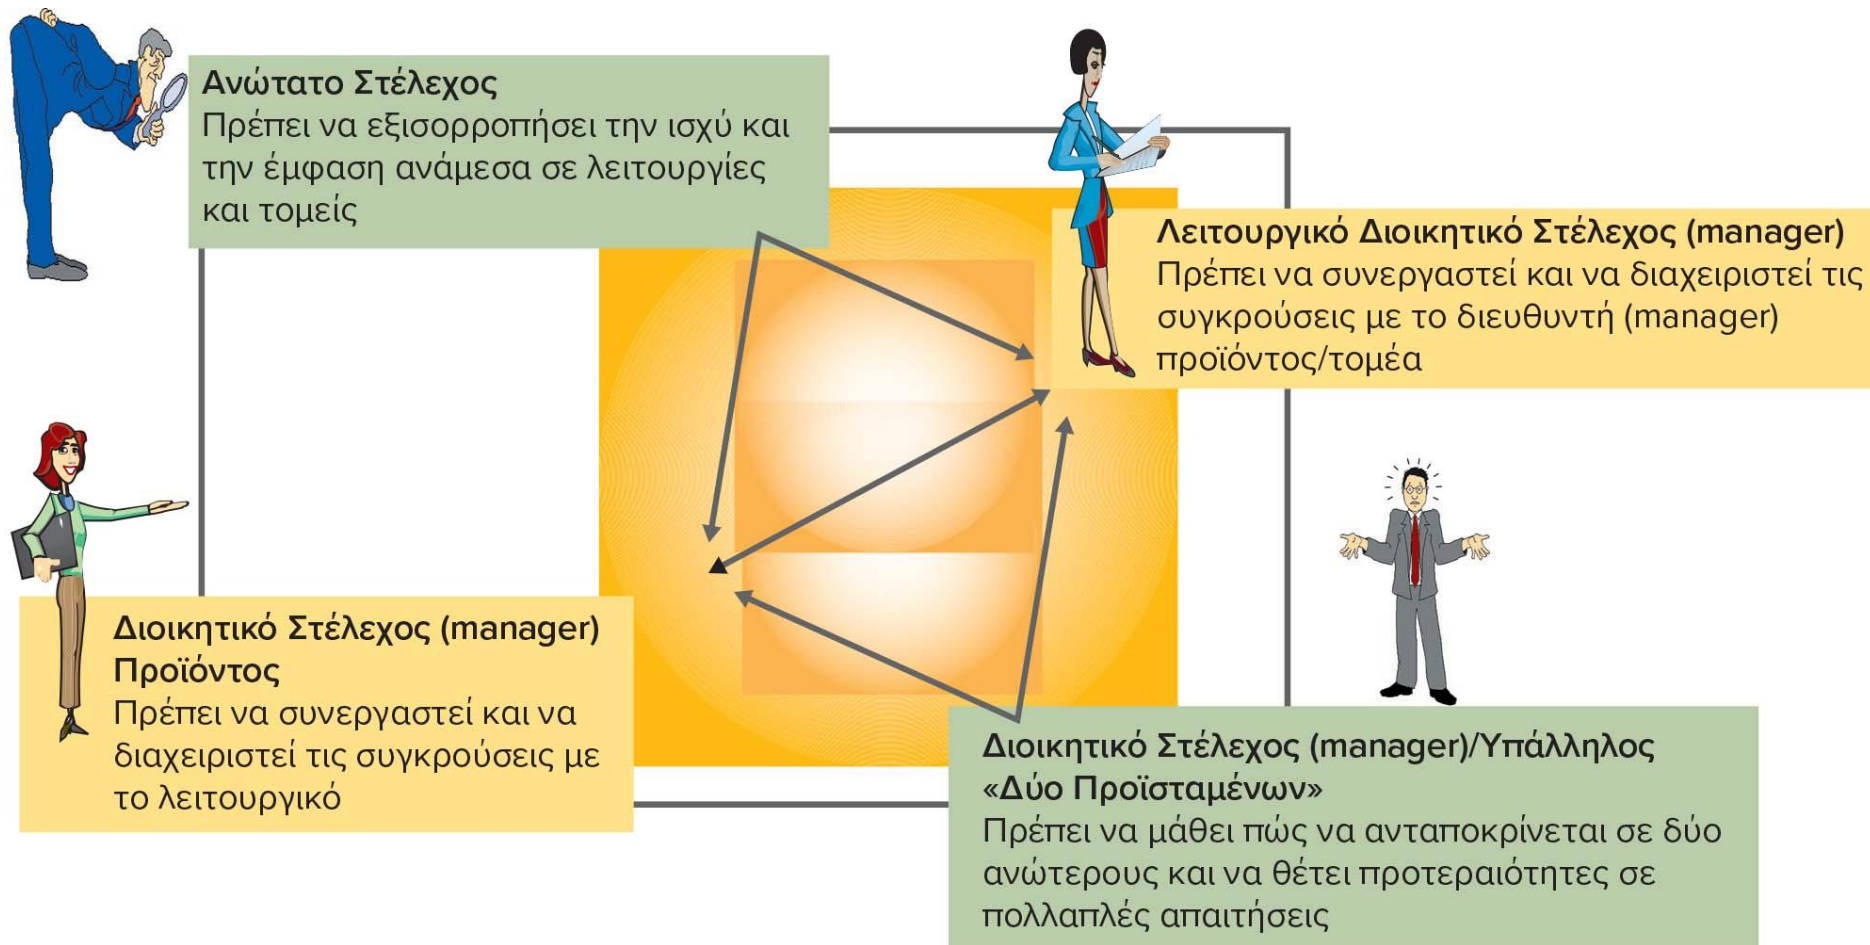 Ανώτατο Στέλεχος
Πρέπει να εξισορροπήσει την ισχύ και
την έμφαση ανάμεσα σε λειτουργίες
και τομείς
Λειτουργικό Διοικητικό Στέλεχος (manager)
Πρέπει να συνεργαστεί και να διαχειριστεί τις
συγκρούσεις με το διευθυντή (manager)
προϊόντος/τομέα
Διοικητικό Στέλεχος (manager)
Προϊόντος
Πρέπει να συνεργαστεί και να
διαχειριστεί τις συγκρούσεις με
το λειτουργικό
Διοικητικό Στέλεχος (manager)/Υπάλληλος
«Δύο Προϊσταμένων»
Πρέπει να μάθει πώς να ανταποκρίνεται σε δύο
ανώτερους και να θέτει προτεραιότητες σε
πολλαπλές απαιτήσεις